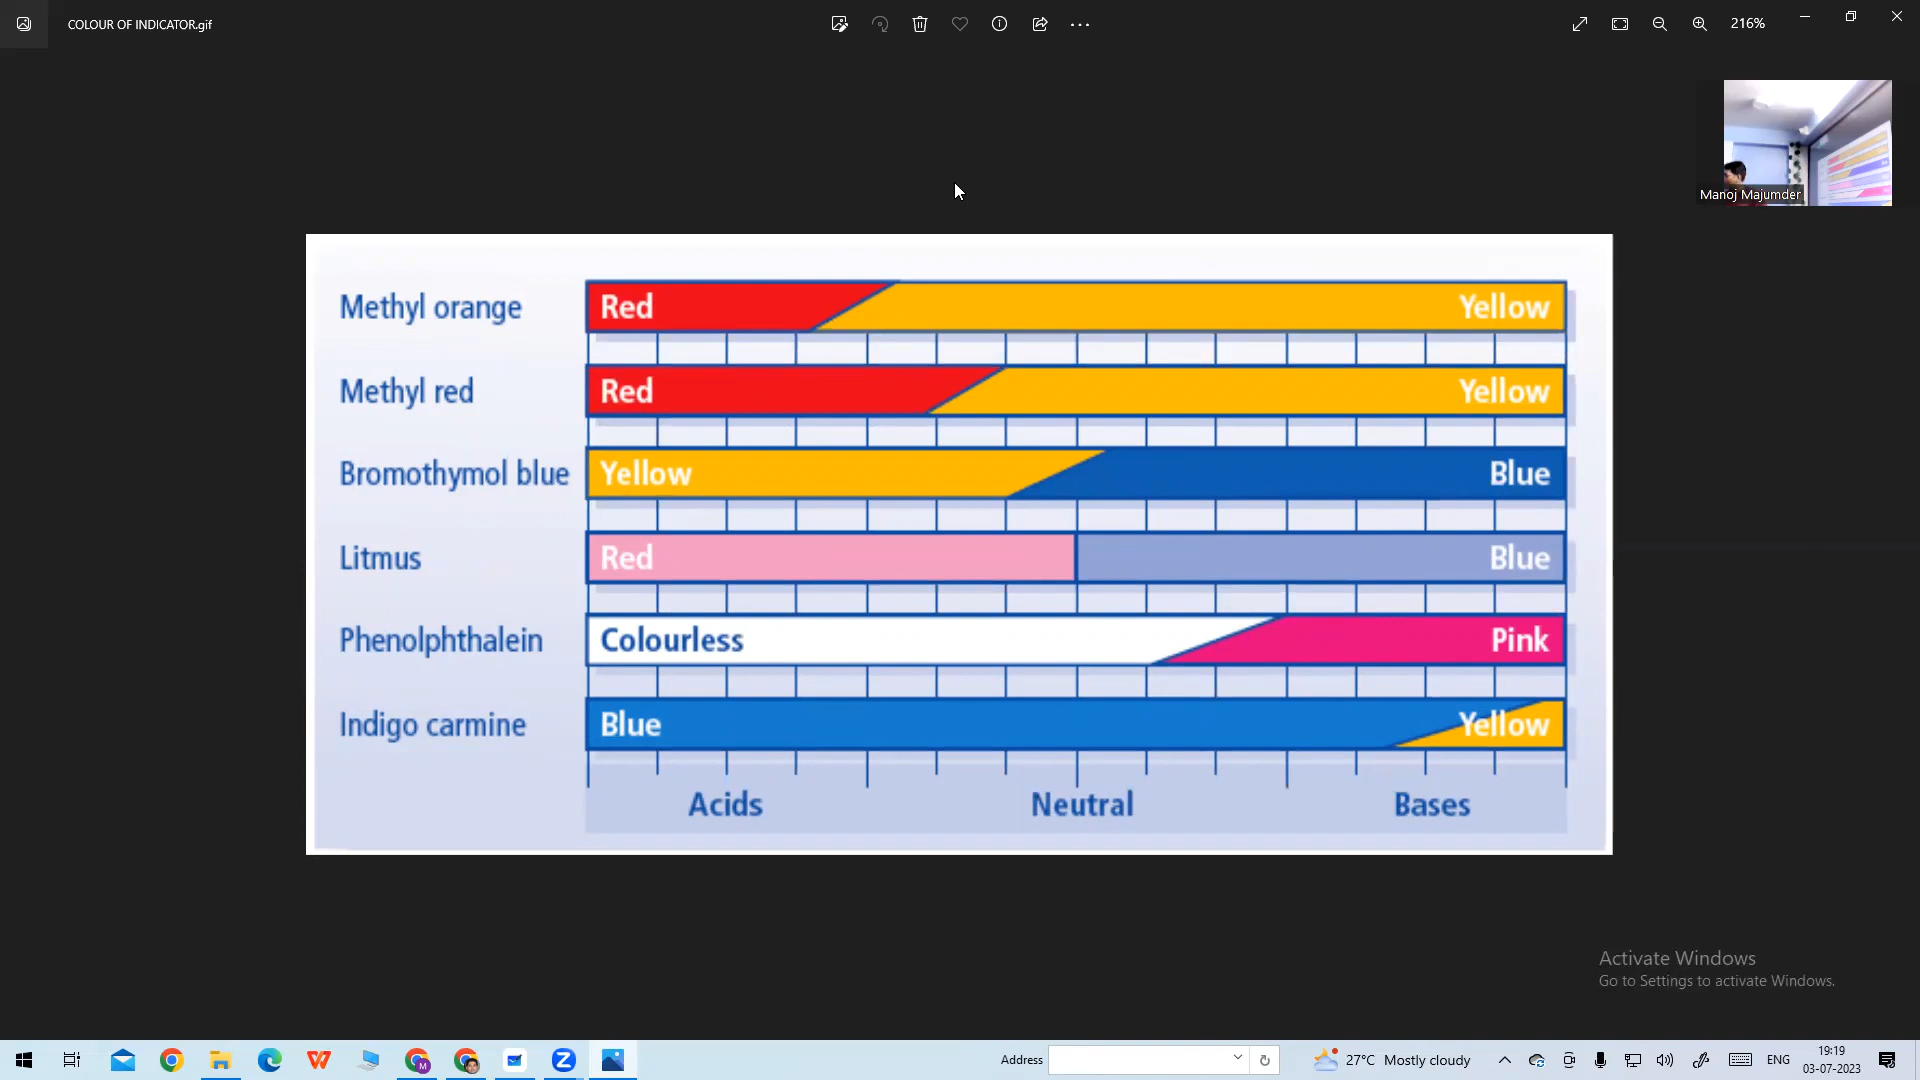 COLOUR OF INDICATOR.gif
216%
Manoj Majumder
Methyl orange Red Yellow
Methyl red Red Yellow
Bromothymol blue Yellow Blue
Litmus Red Blue
Phenolphthalein Colourless Pink
Indigo carmine Blue Yellow
Acids Neutral Bases
Activate Windows
Go to Settings to activate Windows.
Address 27°C Mostly cloudy ENG 19:19
03-07-2023